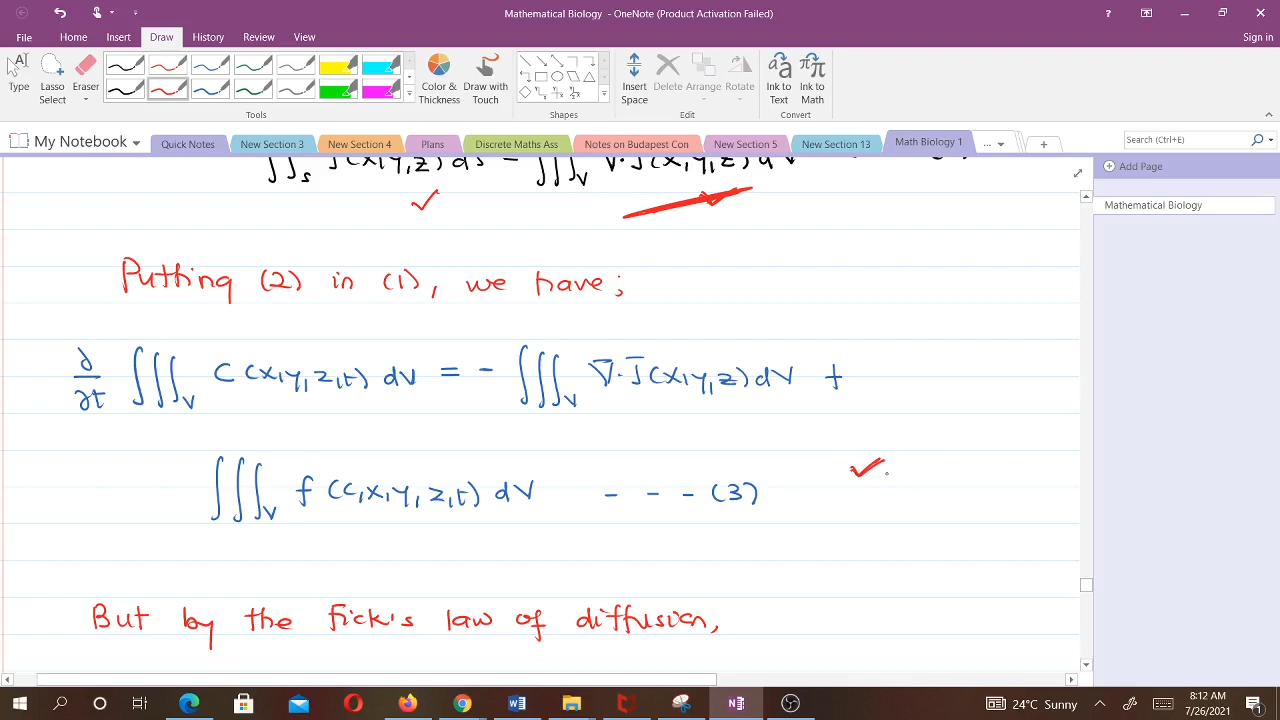 Mathematical Biology - OneNote (Product Activation Failed)
File Home Insert Draw History Review View Sign in
Type
Lasso Select
Eraser
Color & Thickness
Draw with Touch
Insert Space
Delete
Arrange
Rotate
Ink to Text
Ink to Math
Tools Shapes Edit Convert
My Notebook Quick Notes New Section 3 New Section 4 Plans Discrete Maths Ass Notes on Budapest Con New Section 5 New Section 13 Math Biology 1 ... Search (Ctrl+E)
Add Page
Mathematical Biology
∬s J(x,y,z) ds = ∭V ∇·J(x,y,z) dV
Putting (2) in (1), we have;
∂/∂t ∭V C(x,y,z,t) dV = - ∭V ∇·J̄(x,y,z) dV +
∭V f(c,x,y,z,t) dV - - - (3)
But by the Fick's law of diffusion,
24°C Sunny
8:12 AM
7/26/2021